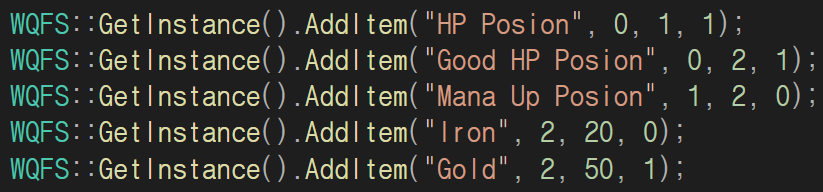 WQFS::GetInstance().AddItem("HP Posion", 0, 1, 1);
WQFS::GetInstance().AddItem("Good HP Posion", 0, 2, 1);
WQFS::GetInstance().AddItem("Mana Up Posion", 1, 2, 0);
WQFS::GetInstance().AddItem("Iron", 2, 20, 0);
WQFS::GetInstance().AddItem("Gold", 2, 50, 1);